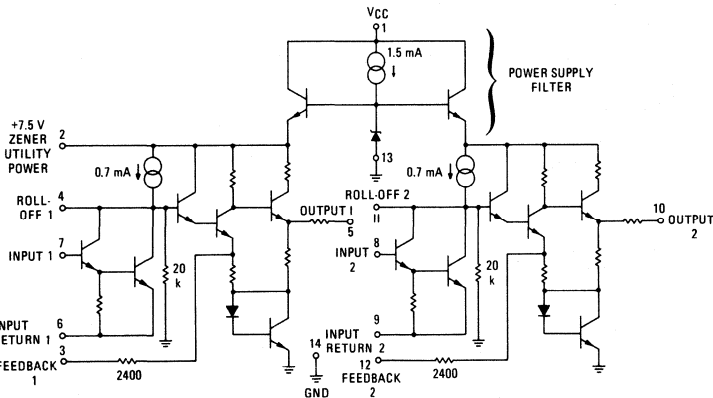 VCC
1
1.5 mA
POWER SUPPLY
FILTER
+7.5 V
ZENER
UTILITY
POWER
2
13
0.7 mA
0.7 mA
4
ROLL-
OFF 1
ROLL-OFF 2
11
OUTPUT 1
5
10
OUTPUT
2
7
INPUT 1
8
INPUT
2
20
k
20
k
6
INPUT
RETURN 1
9
INPUT
RETURN 2
3
FEEDBACK
1
2400
14
GND
12
FEEDBACK
2
2400